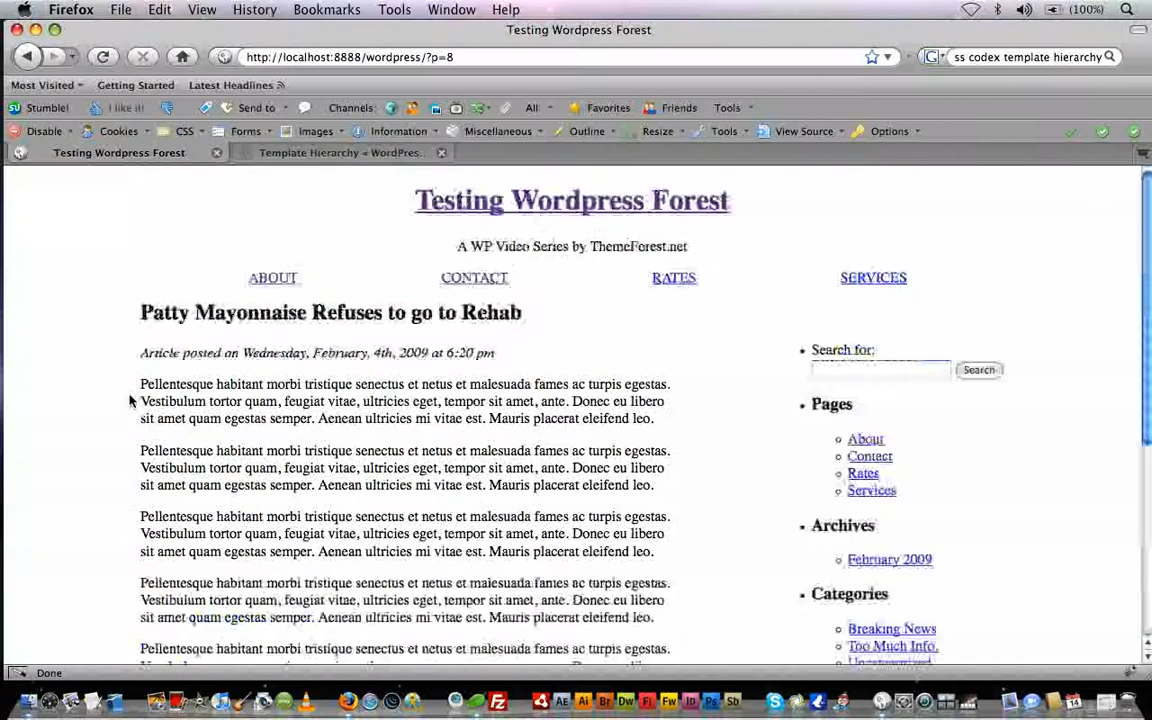 Firefox File Edit View History Bookmarks Tools Window Help (100%)
Testing Wordpress Forest
http://localhost:8888/wordpress/?p=8 ss codex template hierarchy
Most Visited Getting Started Latest Headlines
Stumble! I like it! Send to Channels: All Favorites Friends Tools
Disable Cookies CSS Forms Images Information Miscellaneous Outline Resize Tools View Source Options
Testing Wordpress Forest Template Hierarchy « WordPres...
Testing Wordpress Forest
A WP Video Series by ThemeForest.net
ABOUT CONTACT RATES SERVICES
Patty Mayonnaise Refuses to go to Rehab
Article posted on Wednesday, February, 4th, 2009 at 6:20 pm
Pellentesque habitant morbi tristique senectus et netus et malesuada fames ac turpis egestas.
Vestibulum tortor quam, feugiat vitae, ultricies eget, tempor sit amet, ante. Donec eu libero
sit amet quam egestas semper. Aenean ultricies mi vitae est. Mauris placerat eleifend leo.
Pellentesque habitant morbi tristique senectus et netus et malesuada fames ac turpis egestas.
Vestibulum tortor quam, feugiat vitae, ultricies eget, tempor sit amet, ante. Donec eu libero
sit amet quam egestas semper. Aenean ultricies mi vitae est. Mauris placerat eleifend leo.
Pellentesque habitant morbi tristique senectus et netus et malesuada fames ac turpis egestas.
Vestibulum tortor quam, feugiat vitae, ultricies eget, tempor sit amet, ante. Donec eu libero
sit amet quam egestas semper. Aenean ultricies mi vitae est. Mauris placerat eleifend leo.
Pellentesque habitant morbi tristique senectus et netus et malesuada fames ac turpis egestas.
Vestibulum tortor quam, feugiat vitae, ultricies eget, tempor sit amet, ante. Donec eu libero
sit amet quam egestas semper. Aenean ultricies mi vitae est. Mauris placerat eleifend leo.
Pellentesque habitant morbi tristique senectus et netus et malesuada fames ac turpis egestas.
Search for:
Search
Pages
About
Contact
Rates
Services
Archives
February 2009
Categories
Breaking News
Too Much Info.
Done
Ae Ai Br Dw Fl Fw Id Ps Sb 14